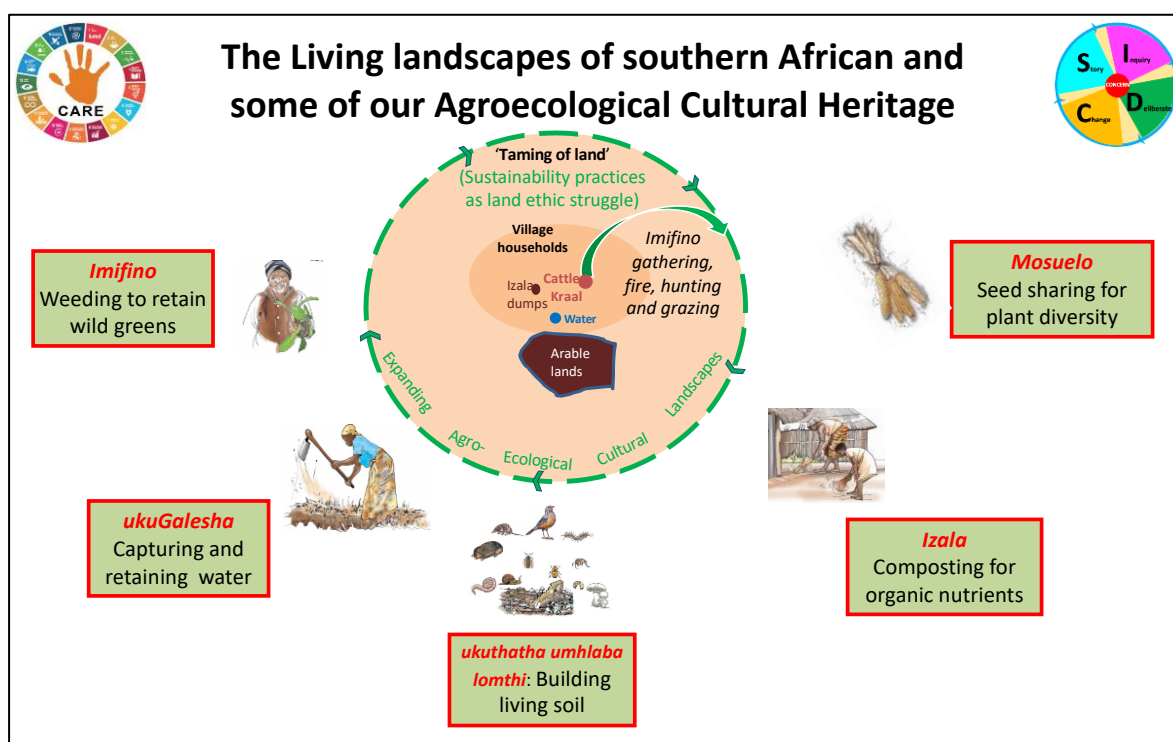 The Living landscapes of southern African and
some of our Agroecological Cultural Heritage
CARE
Story
Inquiry
CONCERN
Change
Deliberate
'Taming of land'
(Sustainability practices
as land ethic struggle)
Village
households
Izala
dumps
Cattle
Kraal
Water
Imifino
gathering,
fire, hunting
and grazing
Arable
lands
Expanding Agro- Ecological Cultural Landscapes
Imifino
Weeding to retain
wild greens
Mosuelo
Seed sharing for
plant diversity
ukuGalesha
Capturing and
retaining water
Izala
Composting for
organic nutrients
ukuthatha umhlaba
lomthi: Building
living soil